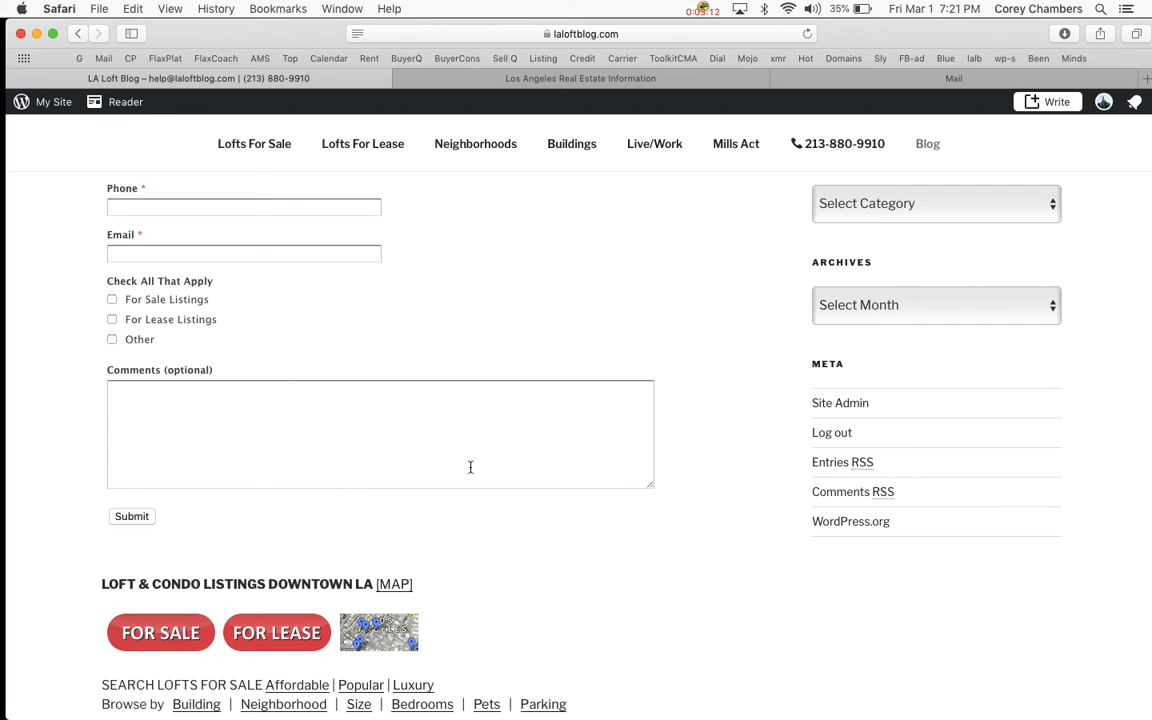 Safari File Edit View History Bookmarks Window Help 0:03:12 35% Fri Mar 1 7:21 PM Corey Chambers
laloftblog.com
G Mail CP FlaxPlat FlaxCoach AMS Top Calendar Rent BuyerQ BuyerCons Sell Q Listing Credit Carrier ToolkitCMA Dial Mojo xmr Hot Domains Sly FB-ad Blue lalb wp-s Been Minds
LA Loft Blog – help@laloftblog.com | (213) 880-9910 Los Angeles Real Estate Information Mail
My Site Reader Write
Lofts For Sale Lofts For Lease Neighborhoods Buildings Live/Work Mills Act 213-880-9910 Blog
Phone *
Select Category
Email *
ARCHIVES
Check All That Apply
For Sale Listings
Select Month
For Lease Listings
Other
Comments (optional)
META
Site Admin
Log out
Entries RSS
Comments RSS
Submit
WordPress.org
LOFT & CONDO LISTINGS DOWNTOWN LA [MAP]
FOR SALE FOR LEASE
SEARCH LOFTS FOR SALE Affordable | Popular | Luxury
Browse by Building | Neighborhood | Size | Bedrooms | Pets | Parking